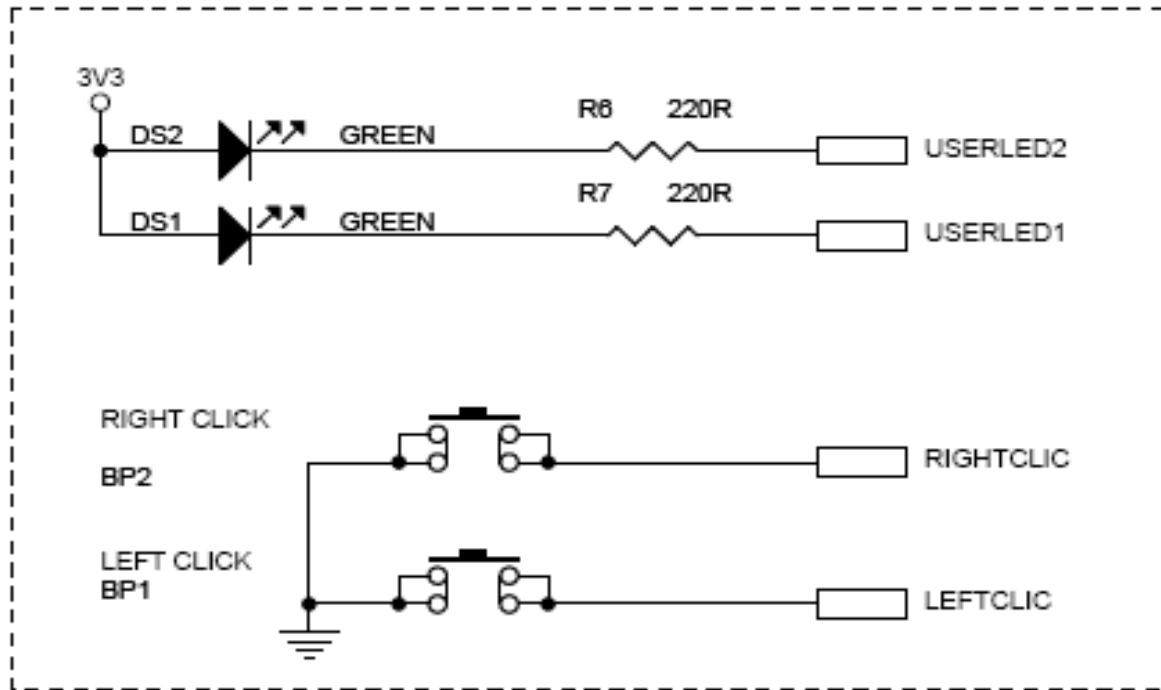 3V3
R6 220R
DS2 GREEN USERLED2
R7 220R
DS1 GREEN USERLED1
RIGHT CLICK
BP2
RIGHTCLIC
LEFT CLICK
BP1
LEFTCLIC